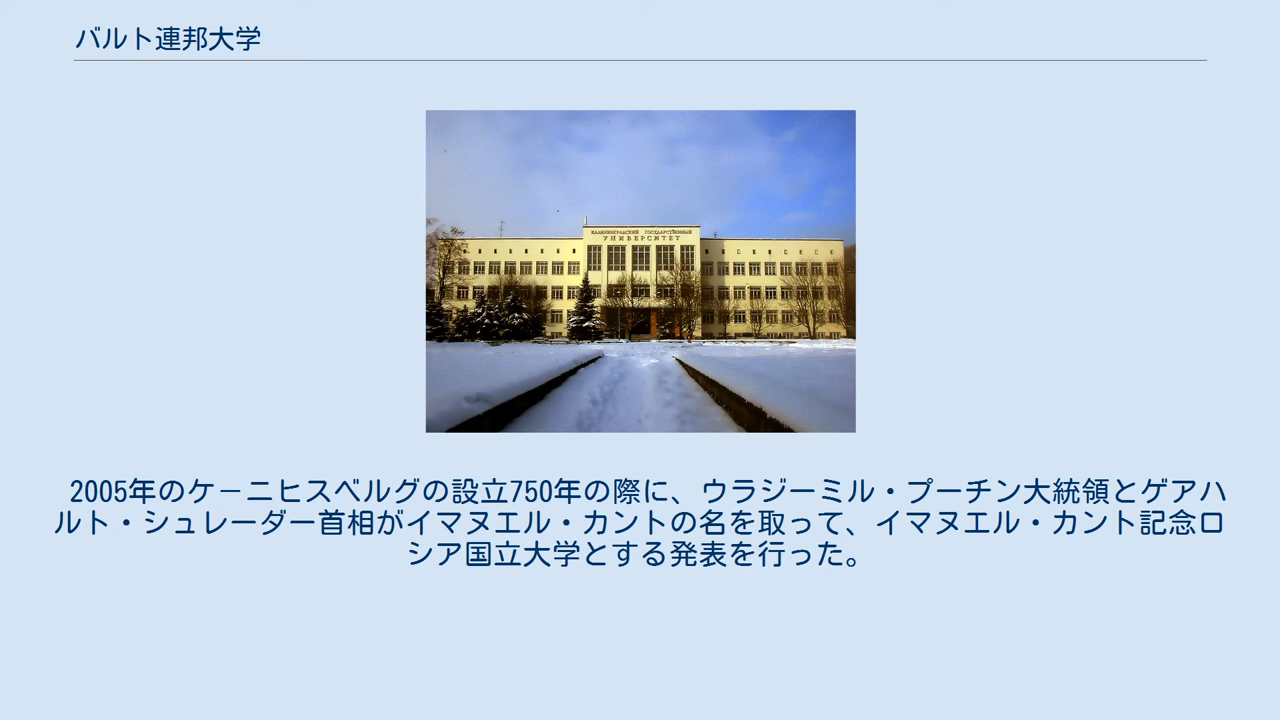 バルト連邦大学
КАЛИНИНГРАДСКИЙ ГОСУДАРСТВЕННЫЙ
УНИВЕРСИТЕТ
2005年のケーニヒスベルグの設立750年の際に、ウラジーミル・プーチン大統領とゲアハ
ルト・シュレーダー首相がイマヌエル・カントの名を取って、イマヌエル・カント記念ロ
シア国立大学とする発表を行った。